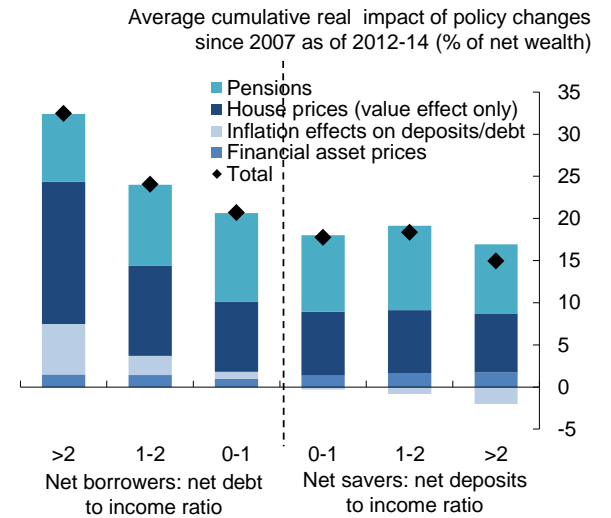 Average cumulative real impact of policy changes
since 2007 as of 2012-14 (% of net wealth)
Pensions
House prices (value effect only)
Inflation effects on deposits/debt
Financial asset prices
Total
35
30
25
20
15
10
5
0
-5
>2 1-2 0-1 0-1 1-2 >2
Net borrowers: net debt
to income ratio
Net savers: net deposits
to income ratio